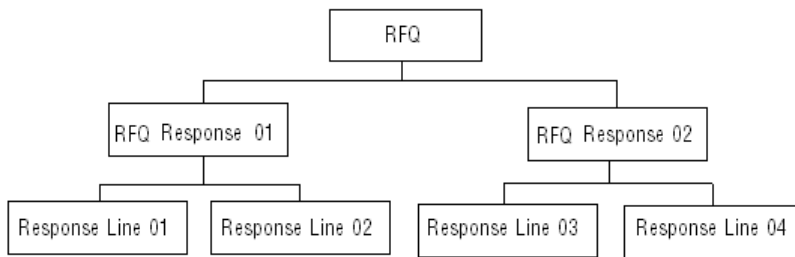 RFQ
RFQ Response 01
RFQ Response 02
Response Line 01
Response Line 02
Response Line 03
Response Line 04